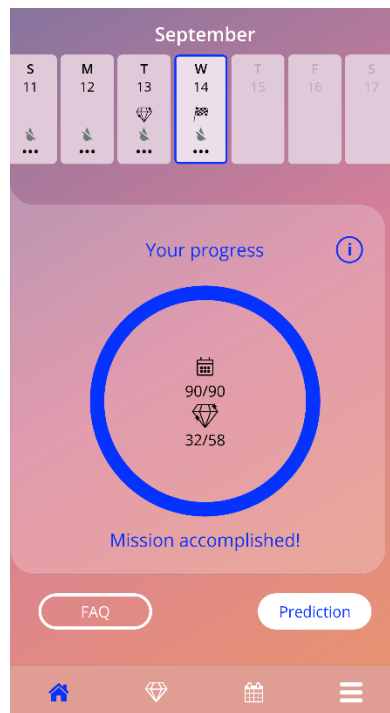 September
S M T W T F S
11 12 13 14 15 16 17
Your progress
i
90/90
32/58
Mission accomplished!
FAQ Prediction